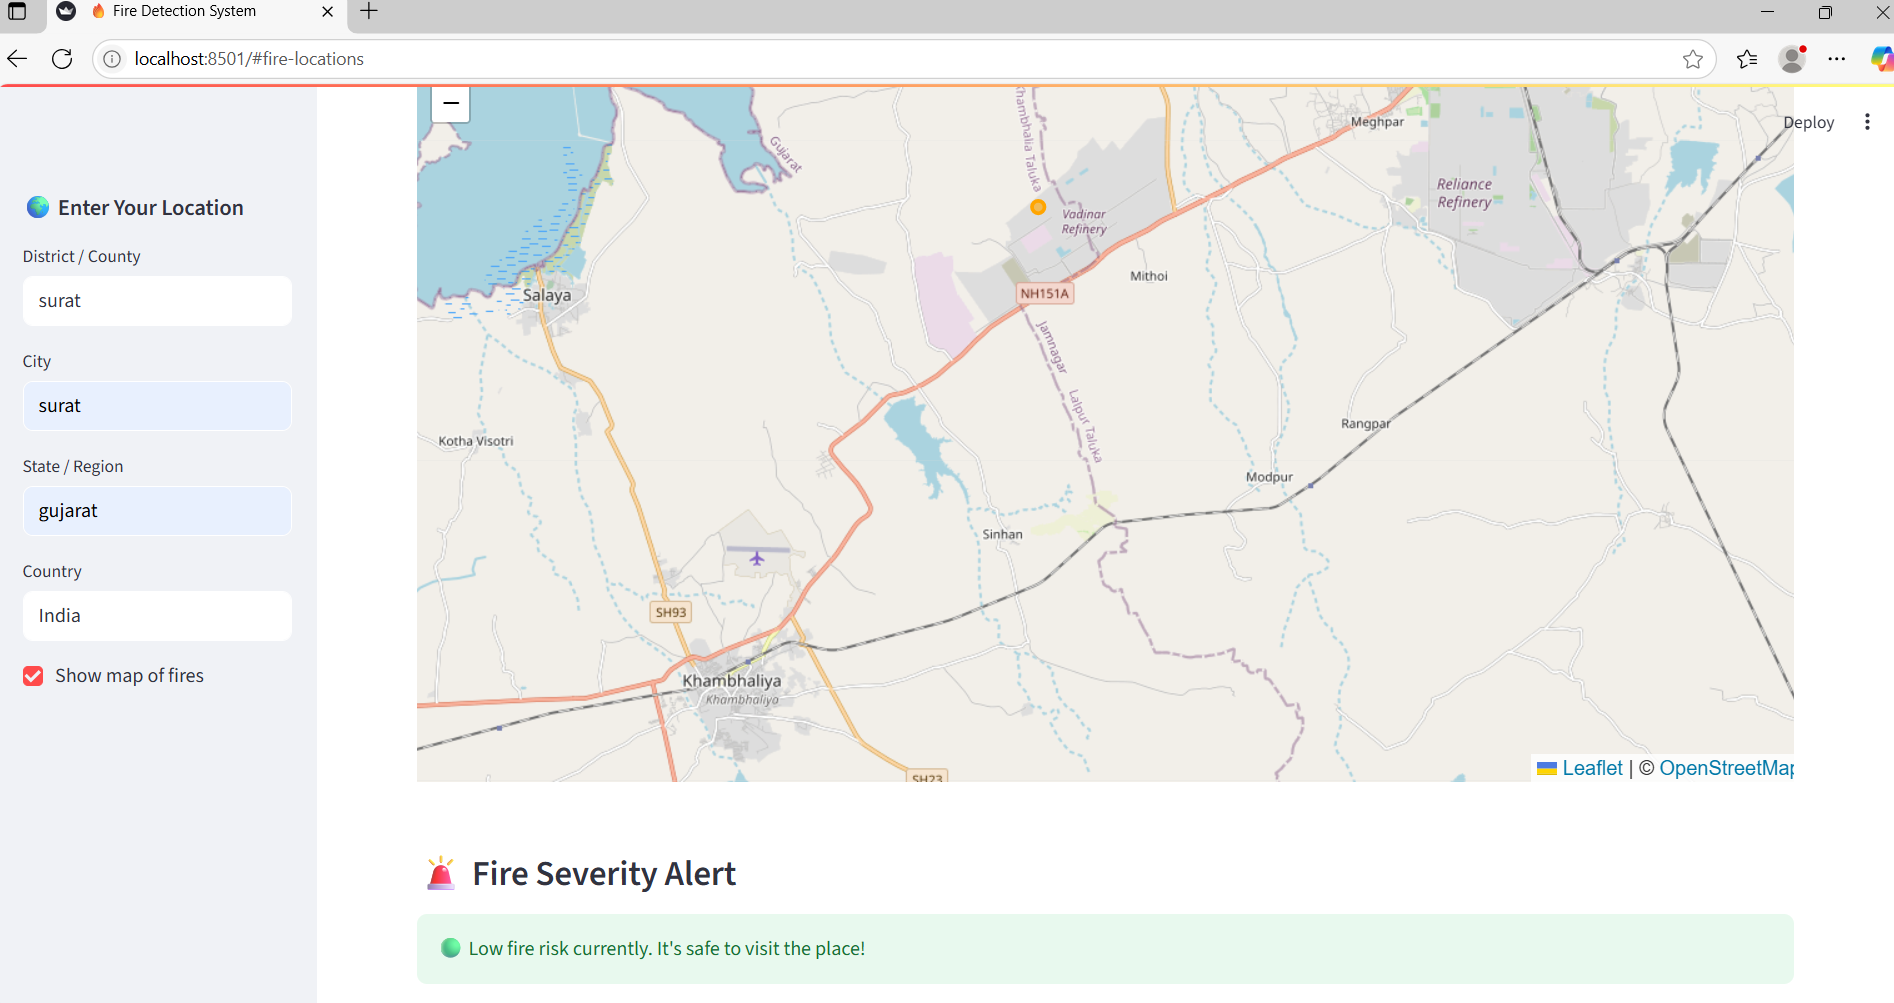 Fire Detection System
localhost:8501/#fire-locations
Deploy
Enter Your Location
District / County
surat
City
surat
State / Region
gujarat
Country
India
Show map of fires
−
Gujarat
Khambhalia Taluka
Meghpar
Reliance
Refinery
Vadinar
Refinery
Mithoi
NH151A
Salaya
Jamnagar
Lalpur Taluka
Kotha Visotri
Rangpar
Modpur
Sinhan
SH93
Khambhaliya
Khambhaliya
SH23
Leaflet | © OpenStreetMap
Fire Severity Alert
Low fire risk currently. It's safe to visit the place!